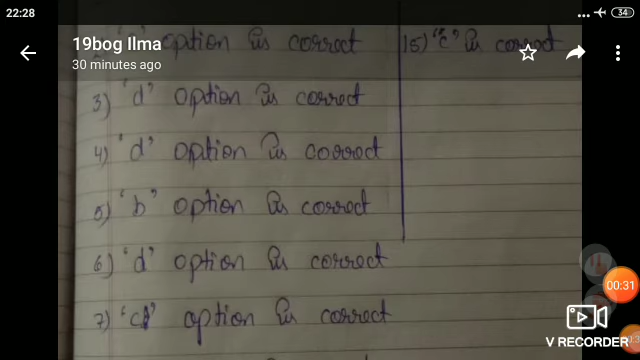 22:28
34
19bog Ilma
30 minutes ago
option is correct
15) "c" is correct
3) 'd' option is correct
4) 'd' option is correct
5) 'b' option is correct
6) 'd' option is correct
7) option is correct
00:31
V RECORDER